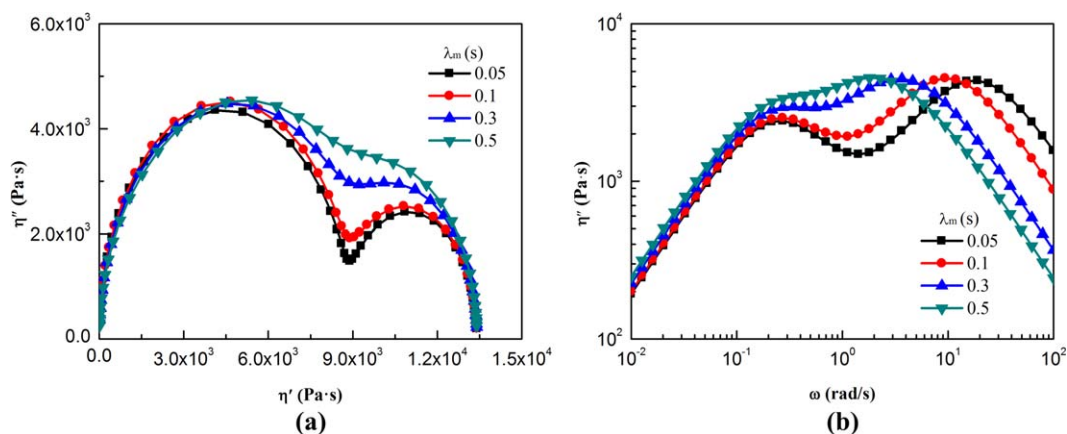 (a)
6.0x10³
4.0x10³
2.0x10³
0.0
η″ (Pa·s)
λm (s)
0.05
0.1
0.3
0.5
0.0
3.0x10³
6.0x10³
9.0x10³
1.2x10⁴
1.5x10⁴
η′ (Pa·s)
(a)
(b)
10⁴
10³
10²
η″ (Pa·s)
λm (s)
0.05
0.1
0.3
0.5
10⁻²
10⁻¹
10⁰
10¹
10²
ω (rad/s)
(b)